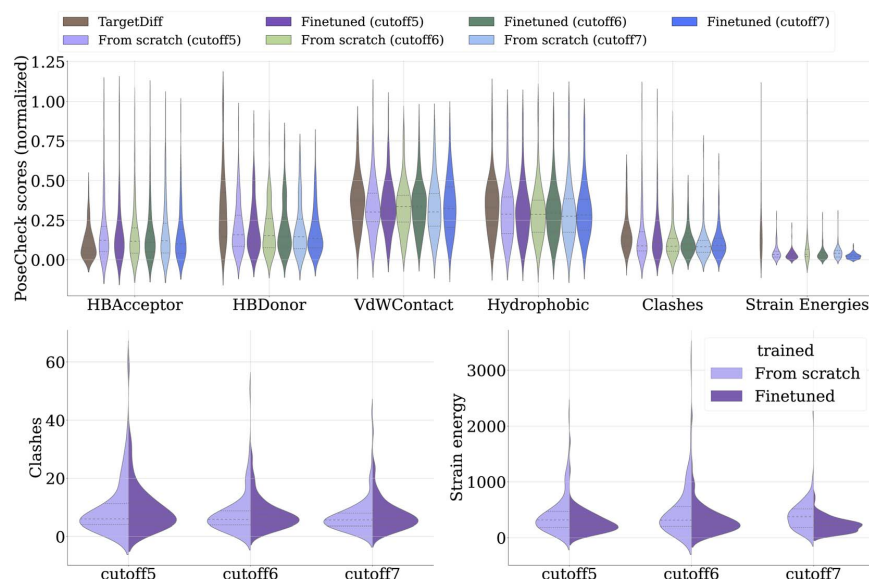 TargetDiff
From scratch (cutoff5)
Finetuned (cutoff5)
From scratch (cutoff6)
Finetuned (cutoff6)
From scratch (cutoff7)
Finetuned (cutoff7)
PoseCheck scores (normalized)
1.25
1.00
0.75
0.50
0.25
0.00
HBAcceptor HBDonor VdWContact Hydrophobic Clashes Strain Energies
Clashes
60
40
20
0
cutoff5 cutoff6 cutoff7
Strain energy
3000
2000
1000
0
trained
From scratch
Finetuned
cutoff5 cutoff6 cutoff7